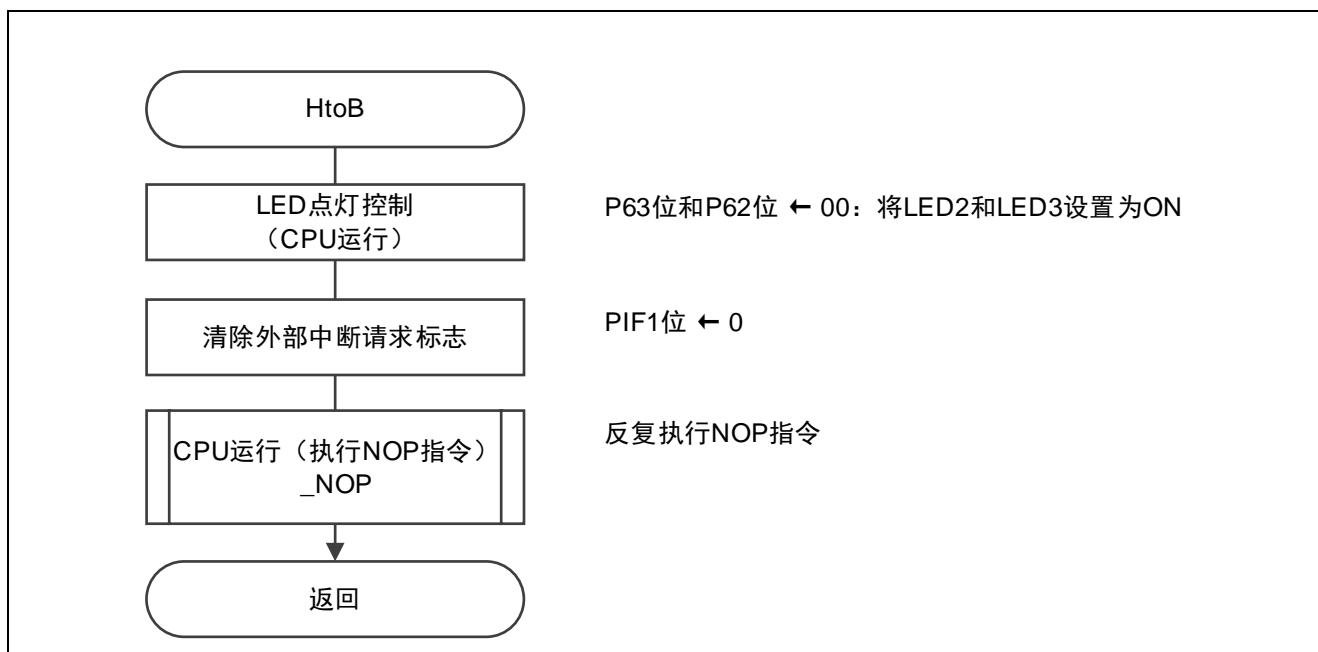 HtoB
LED点灯控制
（CPU运行）
P63位和P62位 ← 00：将LED2和LED3设置为ON
清除外部中断请求标志
PIF1位 ← 0
CPU运行（执行NOP指令）
_NOP
反复执行NOP指令
返回